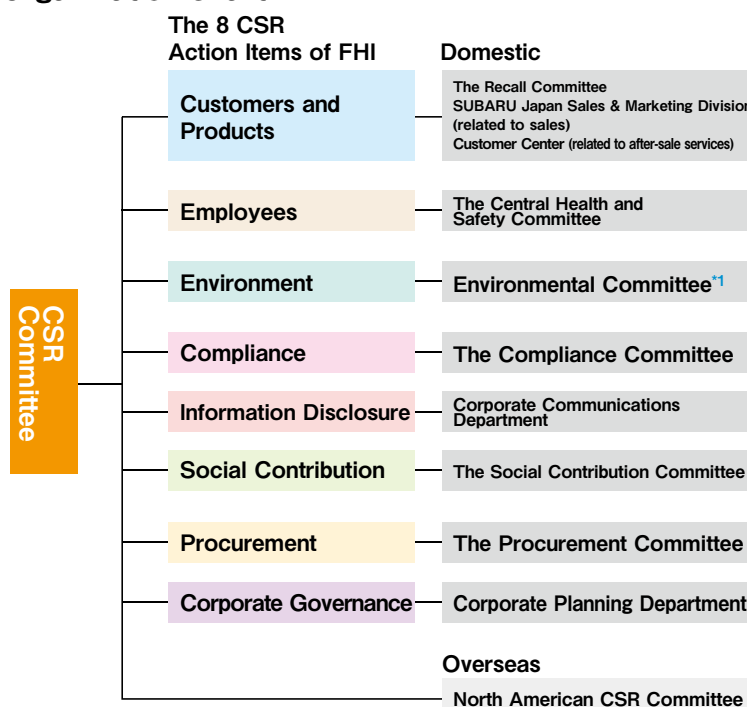 The 8 CSR
Action Items of FHI
Domestic
Customers and
Products
The Recall Committee
SUBARU Japan Sales & Marketing Division
(related to sales)
Customer Center (related to after-sale services)
Employees
The Central Health and
Safety Committee
Environment
Environmental Committee*1
Compliance
The Compliance Committee
CSR
Committee
Information Disclosure
Corporate Communications
Department
Social Contribution
The Social Contribution Committee
Procurement
The Procurement Committee
Corporate Governance
Corporate Planning Department
Overseas
North American CSR Committee